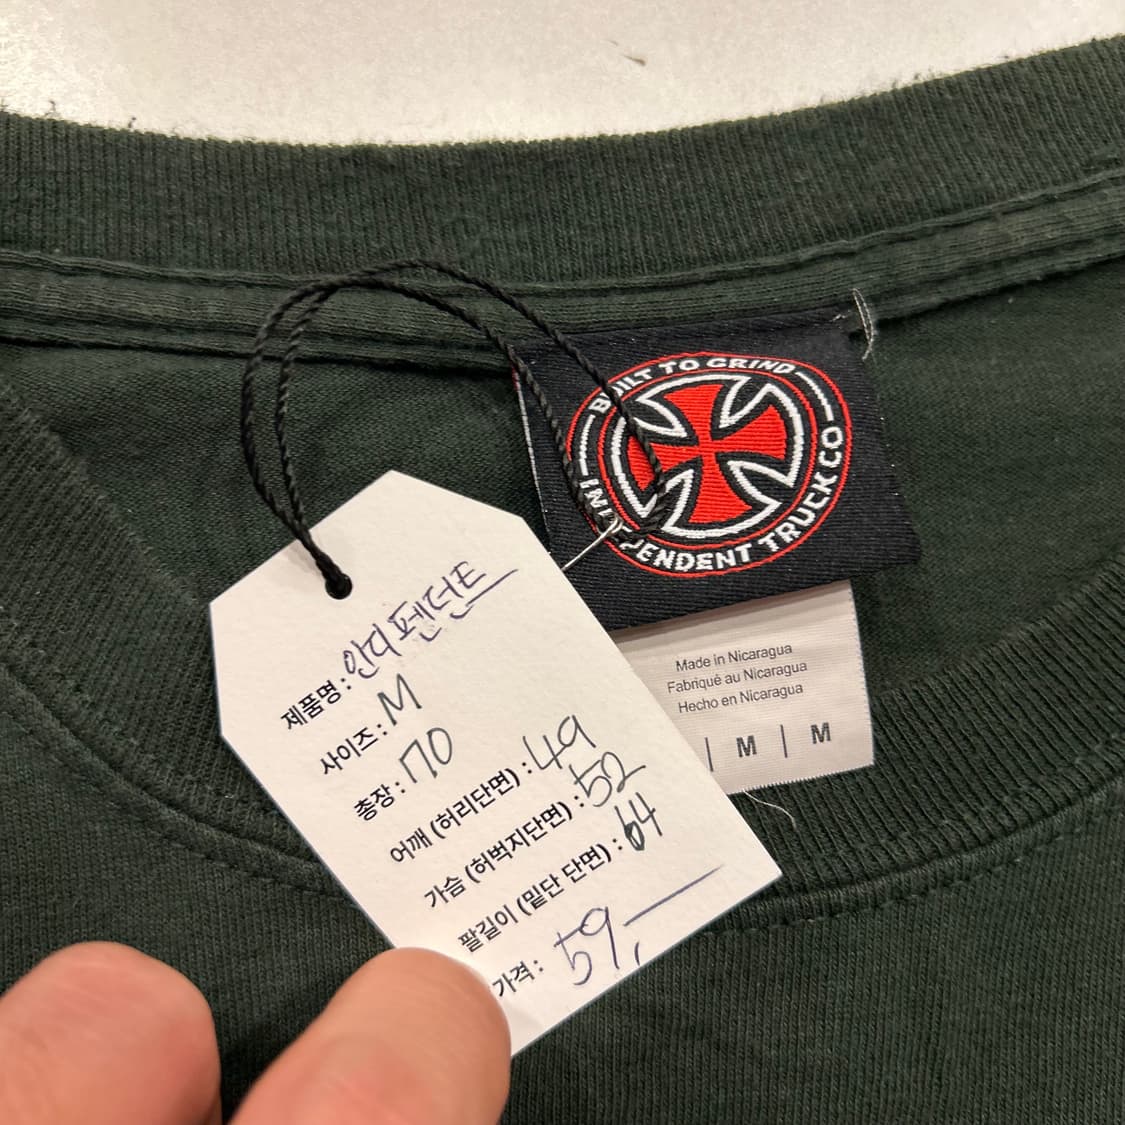 BUILT TO GRIND
INDEPENDENT TRUCK CO
Made in Nicaragua
Fabriqué au Nicaragua
Hecho en Nicaragua
| M | M
제품명 : 인디펜던트
사이즈 : M
총장 : 70
어깨 (허리단면) : 49
가슴 (허벅지단면) : 52
팔길이 (밑단 단면) : 64
가격 : 59,—